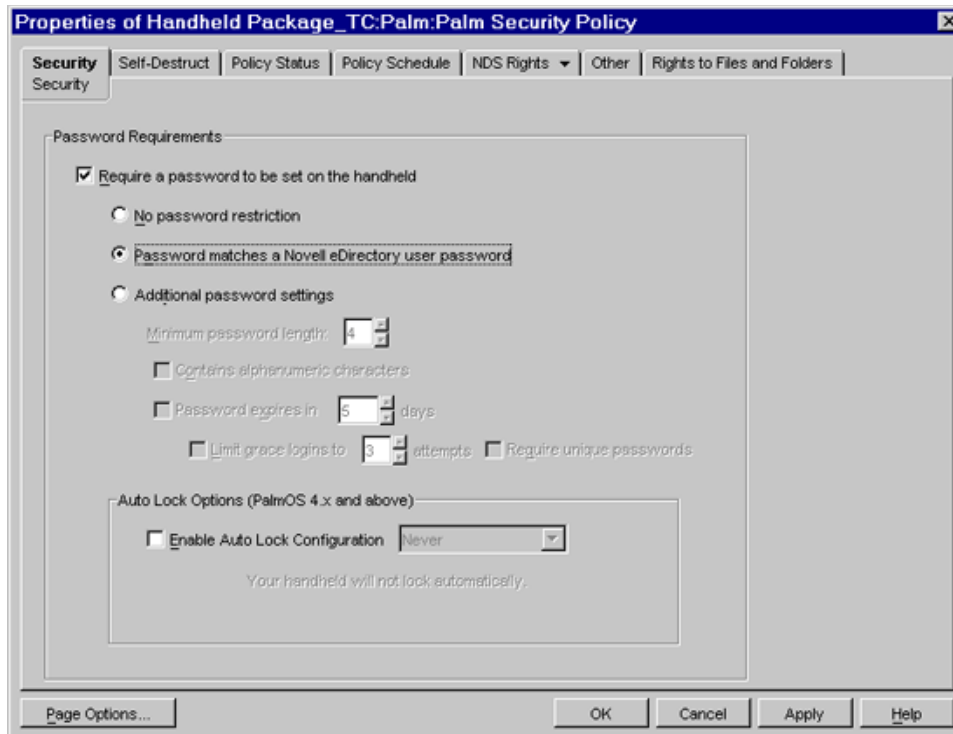 Properties of Handheld Package_TC:Palm:Palm Security Policy
Security Self-Destruct Policy Status Policy Schedule NDS Rights Other Rights to Files and Folders
Security
Password Requirements
Require a password to be set on the handheld
No password restriction
Password matches a Novell eDirectory user password
Additional password settings
Minimum password length: 4
Contains alphanumeric characters
Password expires in 5 days
Limit grace logins to 3 attempts Require unique passwords
Auto Lock Options (PalmOS 4.x and above)
Enable Auto Lock Configuration Never
Your handheld will not lock automatically.
Page Options... OK Cancel Apply Help